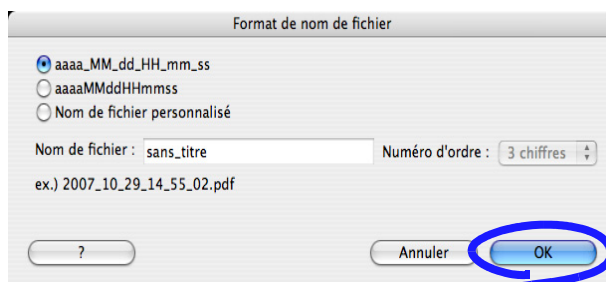 Format de nom de fichier
aaaa_MM_dd_HH_mm_ss
aaaaMMddHHmmss
Nom de fichier personnalisé
Nom de fichier : sans_titre Numéro d'ordre : 3 chiffres
ex.) 2007_10_29_14_55_02.pdf
? Annuler OK